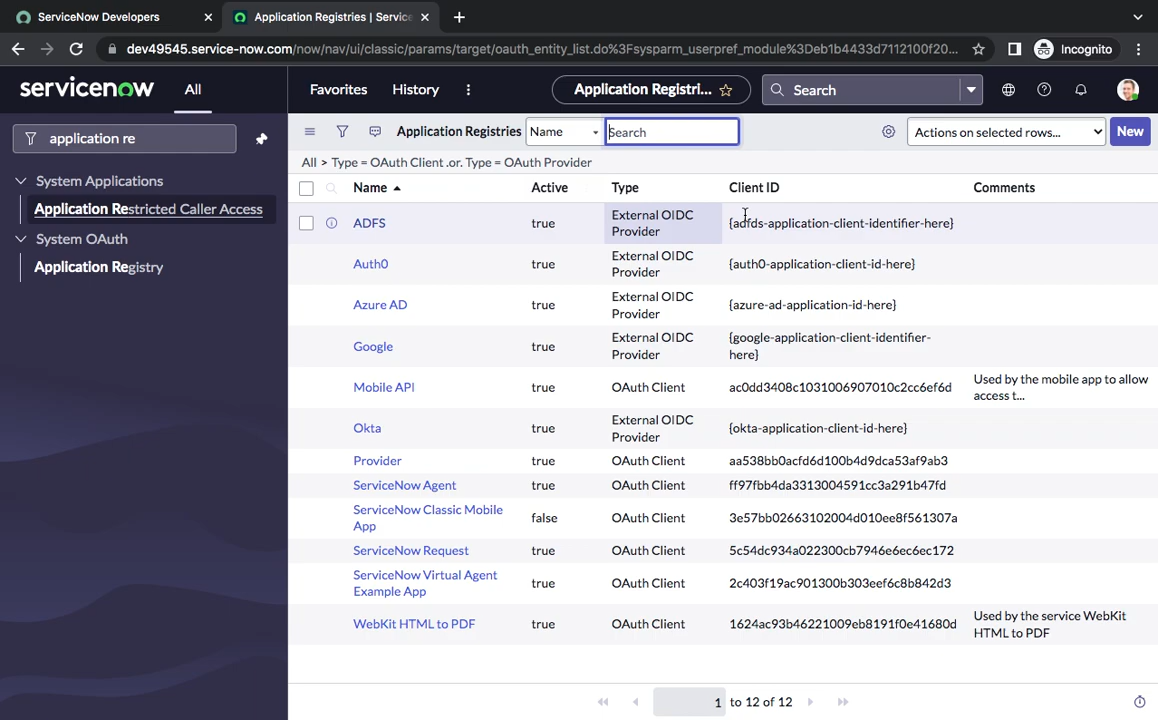 ServiceNow Developers
Application Registries | Service
dev49545.service-now.com/now/nav/ui/classic/params/target/oauth_entity_list.do%3Fsysparm_userpref_module%3Deb1b4433d7112100f20...
Incognito
servicenow
All
Favorites
History
Application Registri...
Search
application re
Application Registries
Name
Search
Actions on selected rows...
New
All > Type = OAuth Client .or. Type = OAuth Provider
System Applications
Application Restricted Caller Access
System OAuth
Application Registry
Name
Active
Type
Client ID
Comments
ADFS
true
External OIDC
Provider
{adfds-application-client-identifier-here}
Auth0
true
External OIDC
Provider
{auth0-application-client-id-here}
Azure AD
true
External OIDC
Provider
{azure-ad-application-id-here}
Google
true
External OIDC
Provider
{google-application-client-identifier-
here}
Mobile API
true
OAuth Client
ac0dd3408c1031006907010c2cc6ef6d
Used by the mobile app to allow
access t...
Okta
true
External OIDC
Provider
{okta-application-client-id-here}
Provider
true
OAuth Client
aa538bb0acfd6d100b4d9dca53af9ab3
ServiceNow Agent
true
OAuth Client
ff97fbb4da3313004591cc3a291b47fd
ServiceNow Classic Mobile
App
false
OAuth Client
3e57bb02663102004d010ee8f561307a
ServiceNow Request
true
OAuth Client
5c54dc934a022300cb7946e6ec6ec172
ServiceNow Virtual Agent
Example App
true
OAuth Client
2c403f19ac901300b303eef6c8b842d3
WebKit HTML to PDF
true
OAuth Client
1624ac93b46221009eb8191f0e41680d
Used by the service WebKit
HTML to PDF
1 to 12 of 12